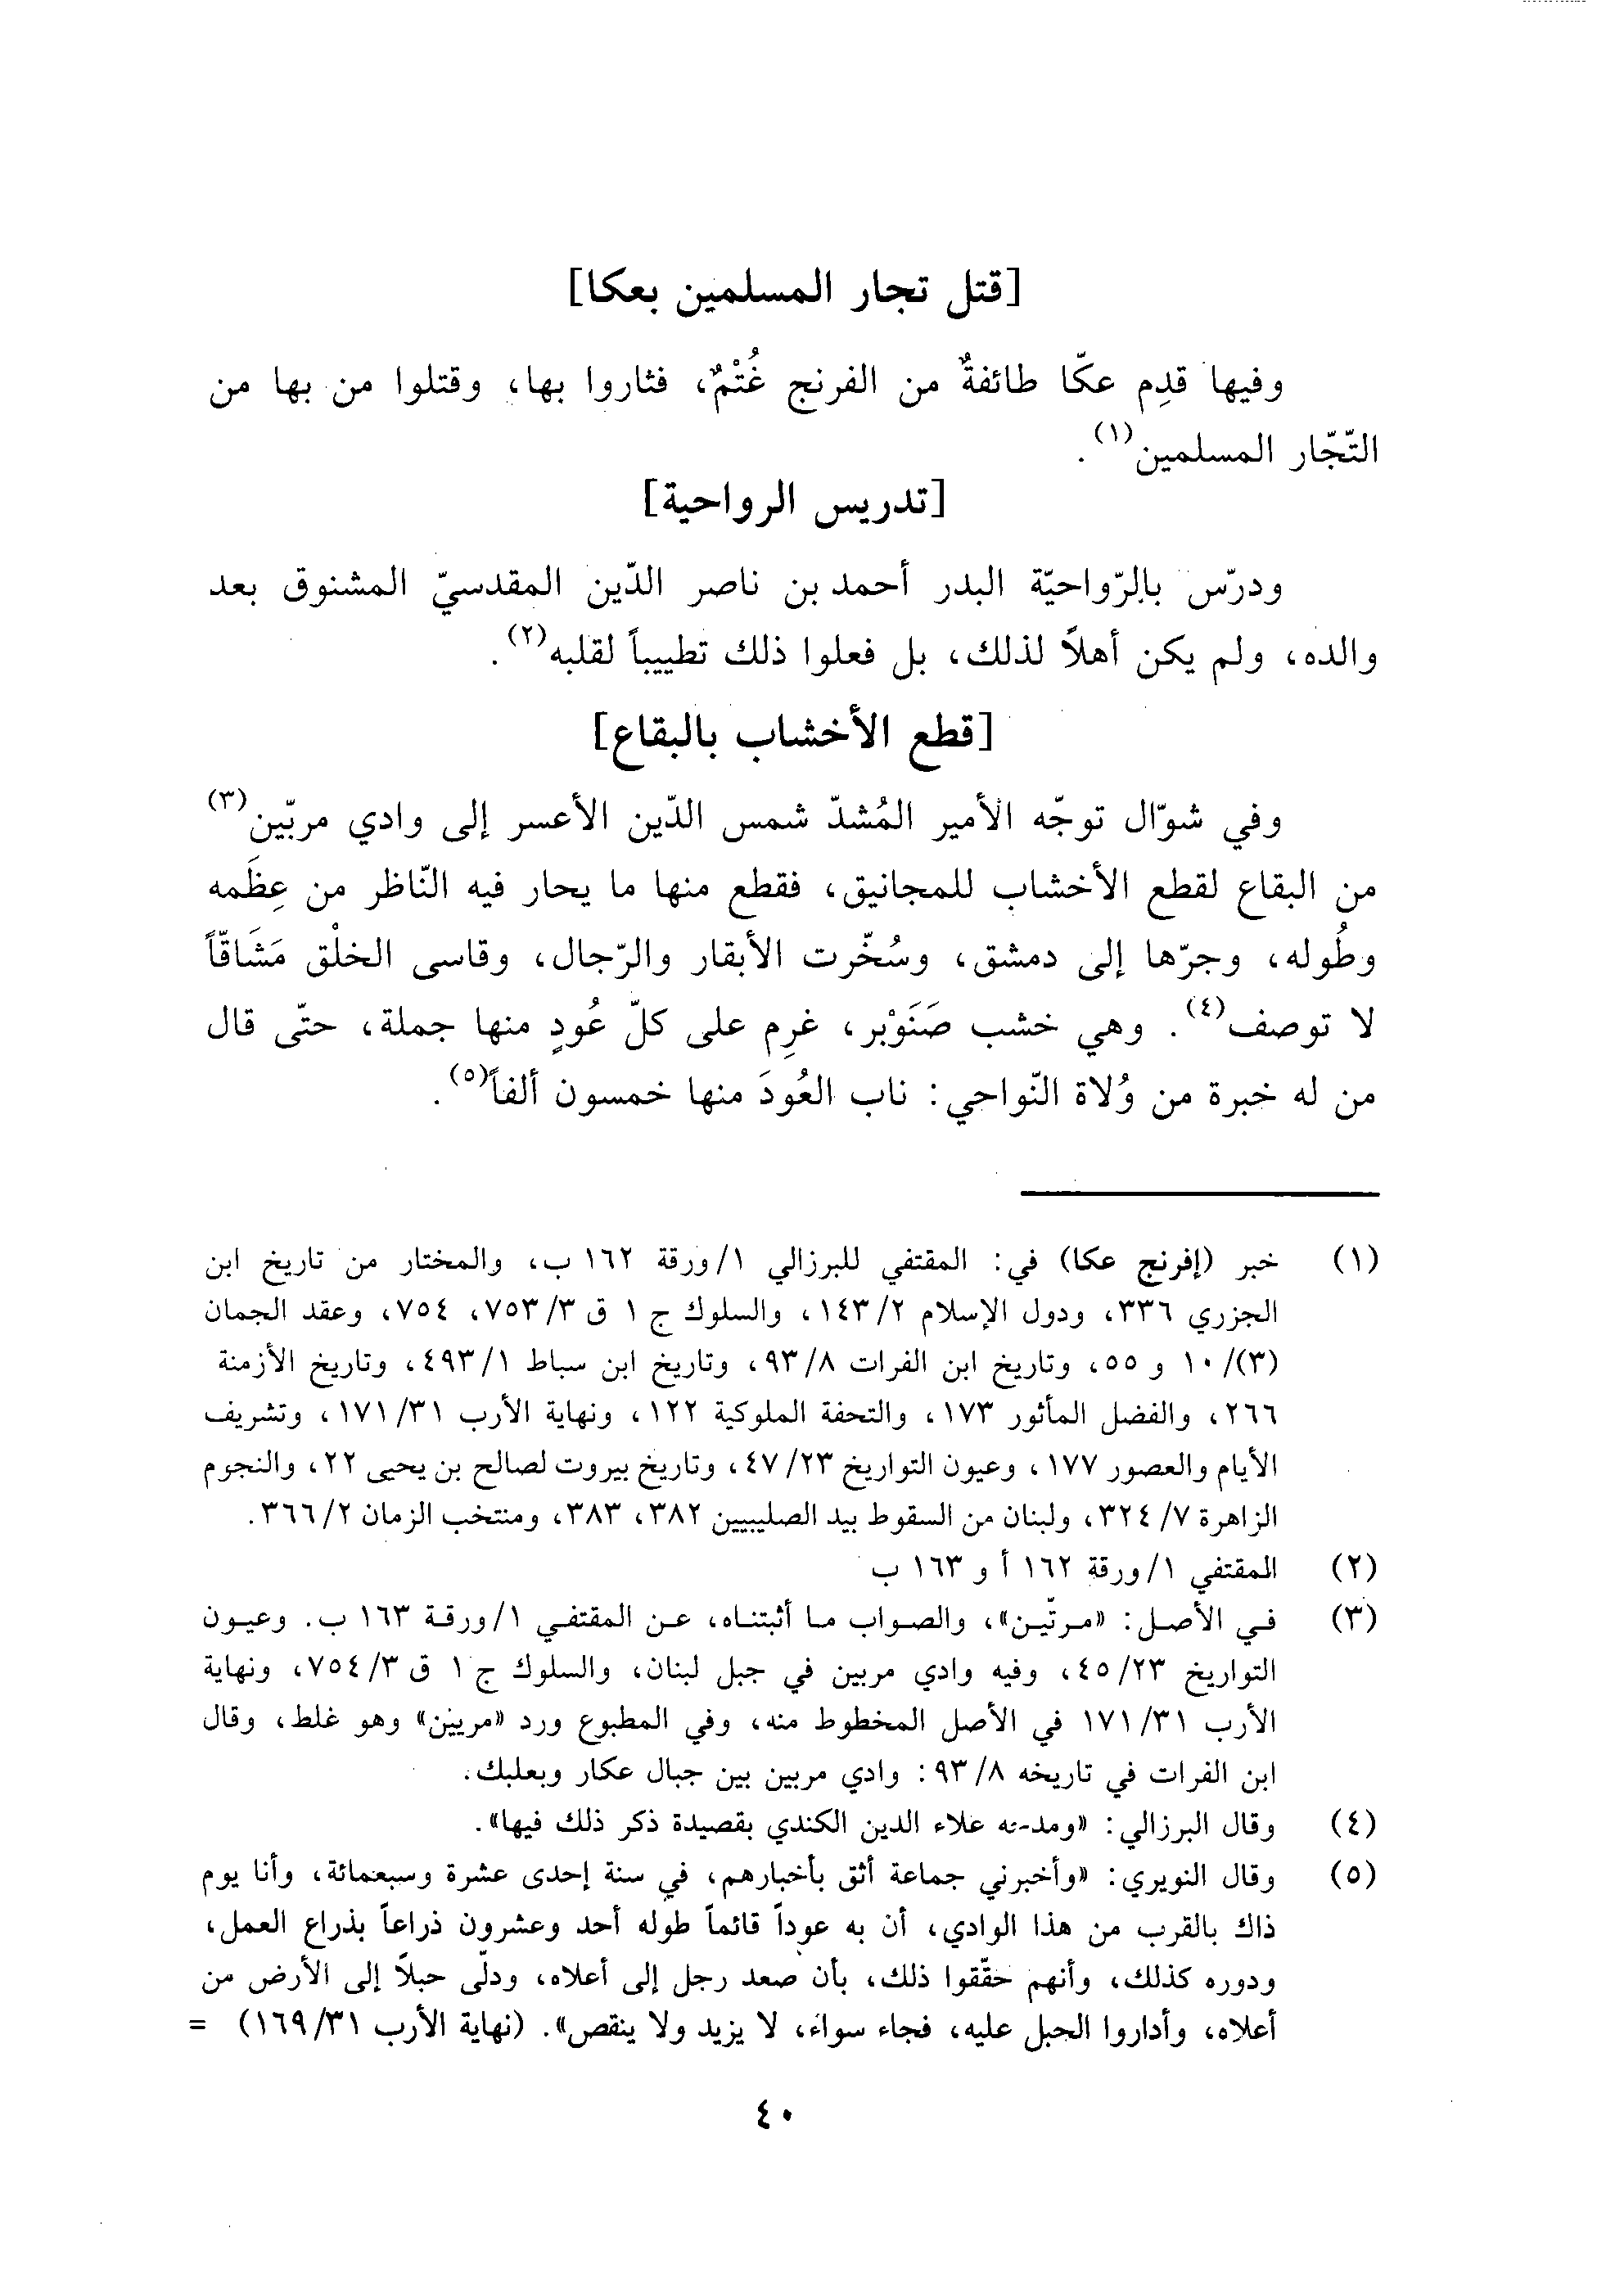 [قتل تجار المسلمين بعكا]
وفيها قدِم عكّا طائفةٌ من الفرنج غُتْمٌ، فثاروا بها، وقتلوا من بها من
التّجّار المسلمين(١).
[تدريس الرواحية]
ودرّس بالرّواحيّة البدر أحمد بن ناصر الدّين المقدسيّ المشنوق بعد
والده، ولم يكن أهلاً لذلك، بل فعلوا ذلك تطييباً لقلبه(٢).
[قطع الأخشاب بالبقاع]
وفي شوّال توجّه الأمير المُشدّ شمس الدّين الأعسر إلى وادي مربّين(٣)
من البقاع لقطع الأخشاب للمجانيق، فقطع منها ما يحار فيه النّاظر من عِظَمه
وطُوله، وجرّها إلى دمشق، وسُخّرت الأبقار والرّجال، وقاسى الخلْق مَشَاقّاً
لا توصف(٤). وهي خشب صَنَوْبر، غرِم على كلّ عُودٍ منها جملة، حتّى قال
من له خبرة من وُلاة النّواحي: ناب العُودَ منها خمسون ألفاً(٥).
(١) خبر (إفرنج عكا) في: المقتفي للبرزالي ١/ورقة ١٦٢ ب، والمختار من تاريخ ابن
الجزري ٣٣٦، ودول الإسلام ٢/١٤٣، والسلوك ج ١ ق ٣/٧٥٣، ٧٥٤، وعقد الجمان
(٣)/١٠ و ٥٥، وتاريخ ابن الفرات ٨/٩٣، وتاريخ ابن سباط ١/٤٩٣، وتاريخ الأزمنة
٢٦٦، والفضل المأثور ١٧٣، والتحفة الملوكية ١٢٢، ونهاية الأرب ٣١/١٧١، وتشريف
الأيام والعصور ١٧٧، وعيون التواريخ ٢٣/٤٧، وتاريخ بيروت لصالح بن يحيى ٢٢، والنجوم
الزاهرة ٧/٣٢٤، ولبنان من السقوط بيد الصليبيين ٣٨٢، ٣٨٣، ومنتخب الزمان ٢/٣٦٦.
(٢) المقتفي ١/ورقة ١٦٢ أ و ١٦٣ ب
(٣) في الأصل: «مرتّين»، والصواب ما أثبتناه، عن المقتفي ١/ورقة ١٦٣ ب. وعيون
التواريخ ٢٣/٤٥، وفيه وادي مربين في جبل لبنان، والسلوك ج ١ ق ٣/٧٥٤، ونهاية
الأرب ٣١/١٧١ في الأصل المخطوط منه، وفي المطبوع ورد «مريين» وهو غلط، وقال
ابن الفرات في تاريخه ٨/٩٣: وادي مربين بين جبال عكار وبعلبك.
(٤) وقال البرزالي: «ومدحه علاء الدين الكندي بقصيدة ذكر ذلك فيها».
(٥) وقال النويري: «وأخبرني جماعة أثق بأخبارهم، في سنة إحدى عشرة وسبعمائة، وأنا يوم
ذاك بالقرب من هذا الوادي، أن به عوداً قائماً طوله أحد وعشرون ذراعاً بذراع العمل،
ودوره كذلك، وأنهم حقّقوا ذلك، بأن صعد رجل إلى أعلاه، ودلّى حبلاً إلى الأرض من
أعلاه، وأداروا الحبل عليه، فجاء سواء، لا يزيد ولا ينقص». (نهاية الأرب ٣١/١٦٩) =
٤٠